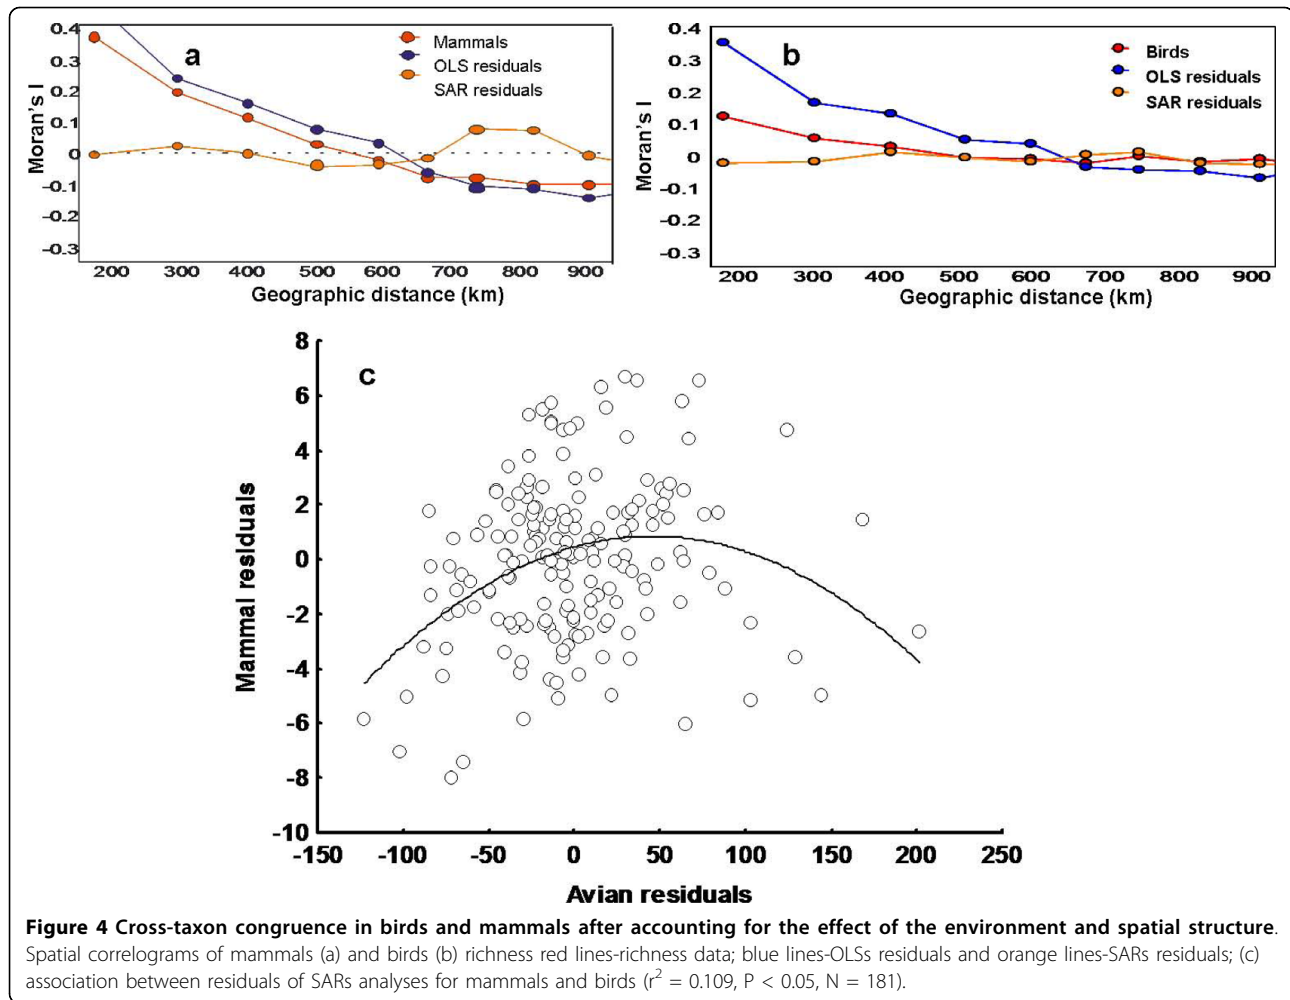 a
Mammals
OLS residuals
SAR residuals
Moran's I
0.4
0.3
0.2
0.1
0
-0.1
-0.2
-0.3
200 300 400 500 600 700 800 900
Geographic distance (km)
b
Birds
OLS residuals
SAR residuals
Moran's I
0.4
0.3
0.2
0.1
0
-0.1
-0.2
-0.3
200 300 400 500 600 700 800 900
Geographic distance (km)
c
Mammal residuals
8
6
4
2
0
-2
-4
-6
-8
-10
-150 -100 -50 0 50 100 150 200 250
Avian residuals
Figure 4 Cross-taxon congruence in birds and mammals after accounting for the effect of the environment and spatial structure.
Spatial correlograms of mammals (a) and birds (b) richness red lines-richness data; blue lines-OLSs residuals and orange lines-SARs residuals; (c)
association between residuals of SARs analyses for mammals and birds (r² = 0.109, P < 0.05, N = 181).